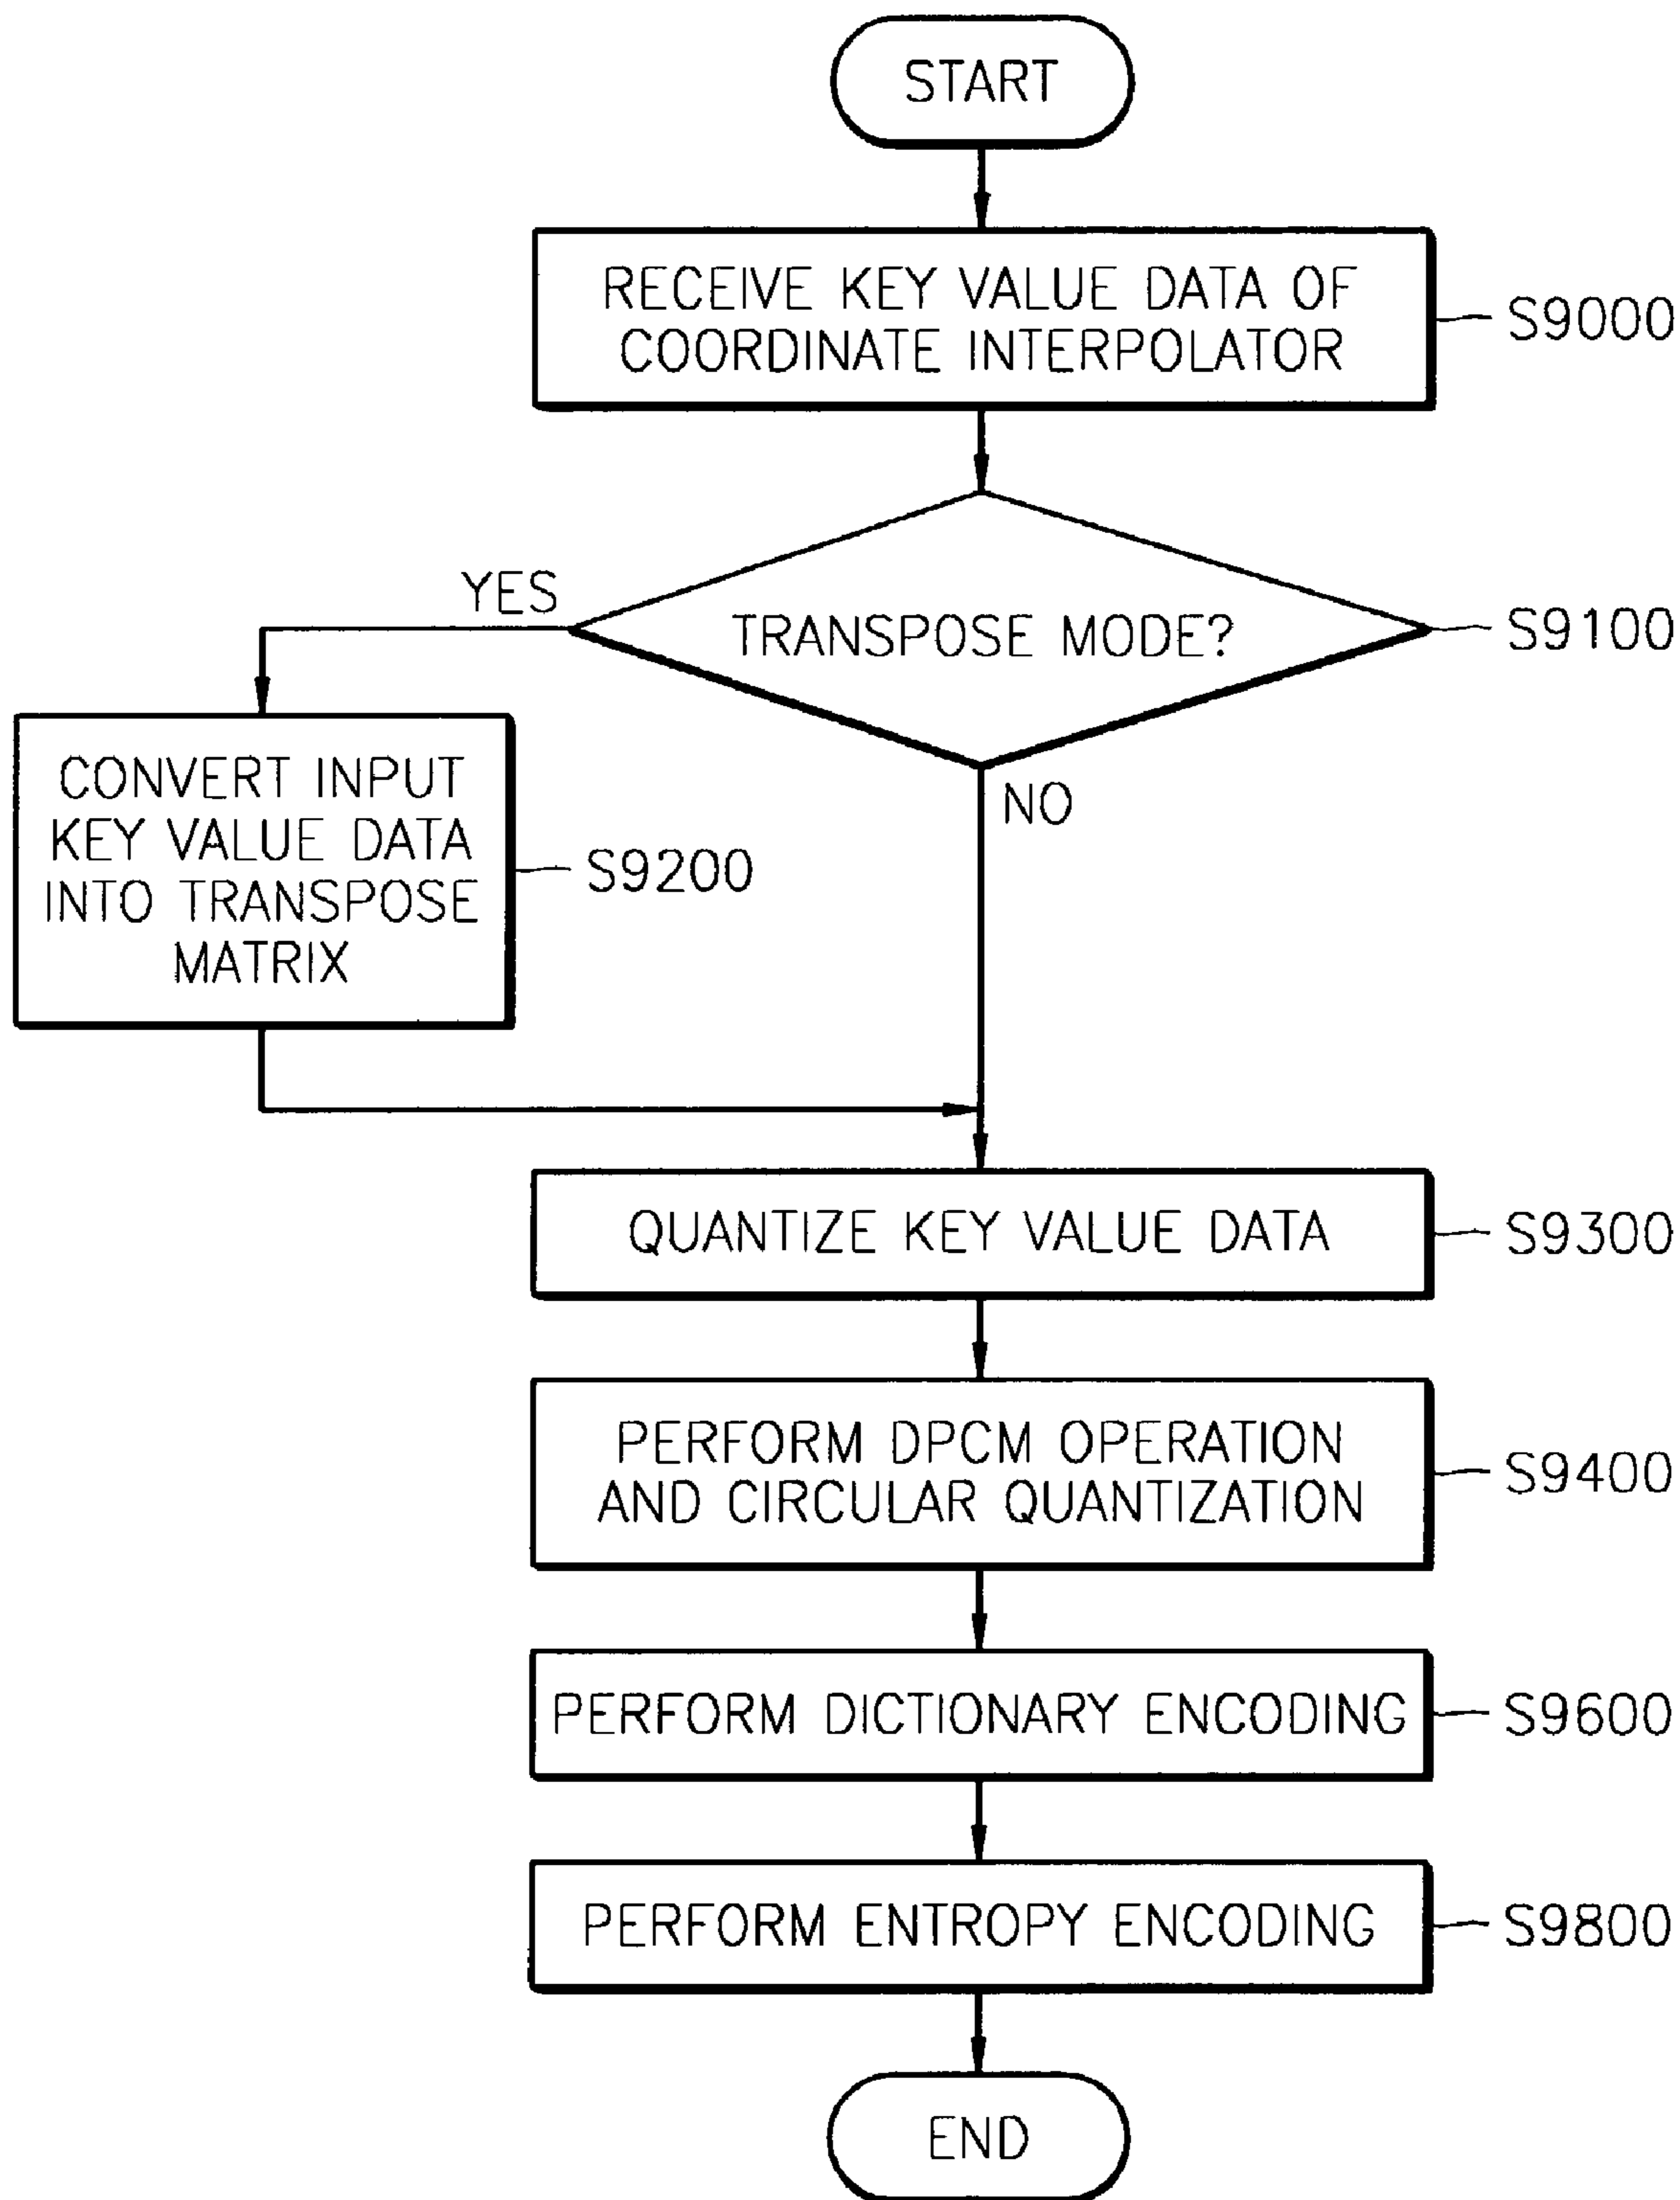 START
RECEIVE KEY VALUE DATA OF
COORDINATE INTERPOLATOR
S9000
YES
TRANSPOSE MODE?
S9100
CONVERT INPUT
KEY VALUE DATA
INTO TRANSPOSE
MATRIX
S9200
NO
QUANTIZE KEY VALUE DATA
S9300
PERFORM DPCM OPERATION
AND CIRCULAR QUANTIZATION
S9400
PERFORM DICTIONARY ENCODING
S9600
PERFORM ENTROPY ENCODING
S9800
END